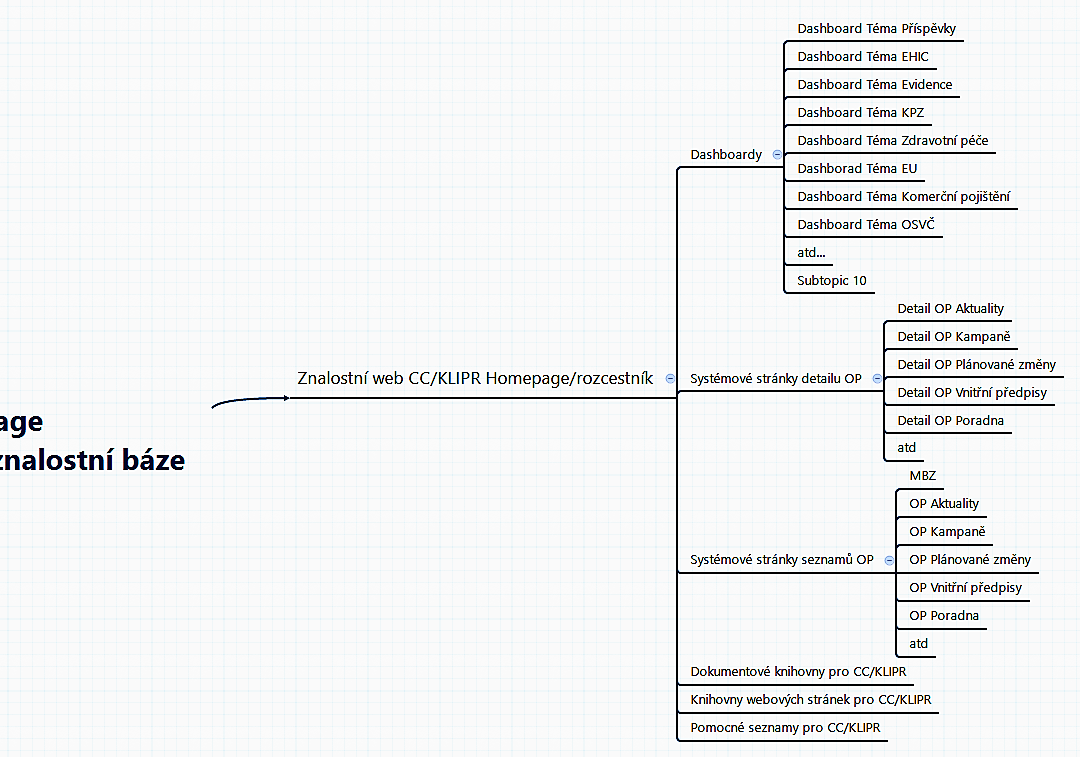 age
znalostní báze
Znalostní web CC/KLIPR Homepage/rozcestník
Dashboardy
Dashboard Téma Příspěvky
Dashboard Téma EHIC
Dashboard Téma Evidence
Dashboard Téma KPZ
Dashboard Téma Zdravotní péče
Dashborad Téma EU
Dashboard Téma Komerční pojištění
Dashboard Téma OSVČ
atd...
Subtopic 10
Systémové stránky detailu OP
Detail OP Aktuality
Detail OP Kampaně
Detail OP Plánované změny
Detail OP Vnitřní předpisy
Detail OP Poradna
atd
Systémové stránky seznamů OP
MBZ
OP Aktuality
OP Kampaně
OP Plánované změny
OP Vnitřní předpisy
OP Poradna
atd
Dokumentové knihovny pro CC/KLIPR
Knihovny webových stránek pro CC/KLIPR
Pomocné seznamy pro CC/KLIPR